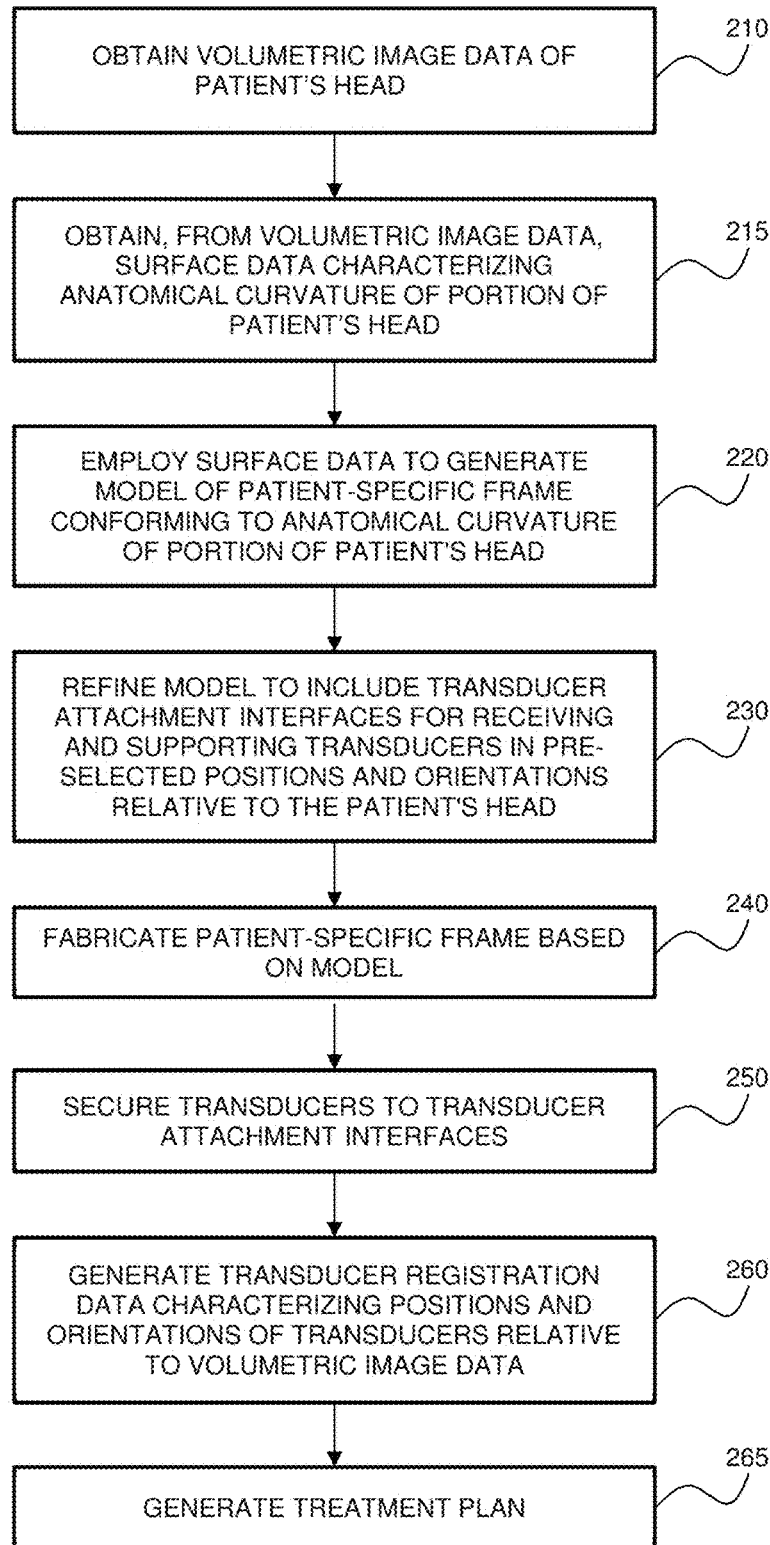 210
OBTAIN VOLUMETRIC IMAGE DATA OF
PATIENT'S HEAD
215
OBTAIN, FROM VOLUMETRIC IMAGE DATA,
SURFACE DATA CHARACTERIZING
ANATOMICAL CURVATURE OF PORTION OF
PATIENT'S HEAD
220
EMPLOY SURFACE DATA TO GENERATE
MODEL OF PATIENT-SPECIFIC FRAME
CONFORMING TO ANATOMICAL CURVATURE
OF PORTION OF PATIENT'S HEAD
230
REFINE MODEL TO INCLUDE TRANSDUCER
ATTACHMENT INTERFACES FOR RECEIVING
AND SUPPORTING TRANSDUCERS IN PRE-
SELECTED POSITIONS AND ORIENTATIONS
RELATIVE TO THE PATIENT'S HEAD
240
FABRICATE PATIENT-SPECIFIC FRAME BASED
ON MODEL
250
SECURE TRANSDUCERS TO TRANSDUCER
ATTACHMENT INTERFACES
260
GENERATE TRANSDUCER REGISTRATION
DATA CHARACTERIZING POSITIONS AND
ORIENTATIONS OF TRANSDUCERS RELATIVE
TO VOLUMETRIC IMAGE DATA
265
GENERATE TREATMENT PLAN